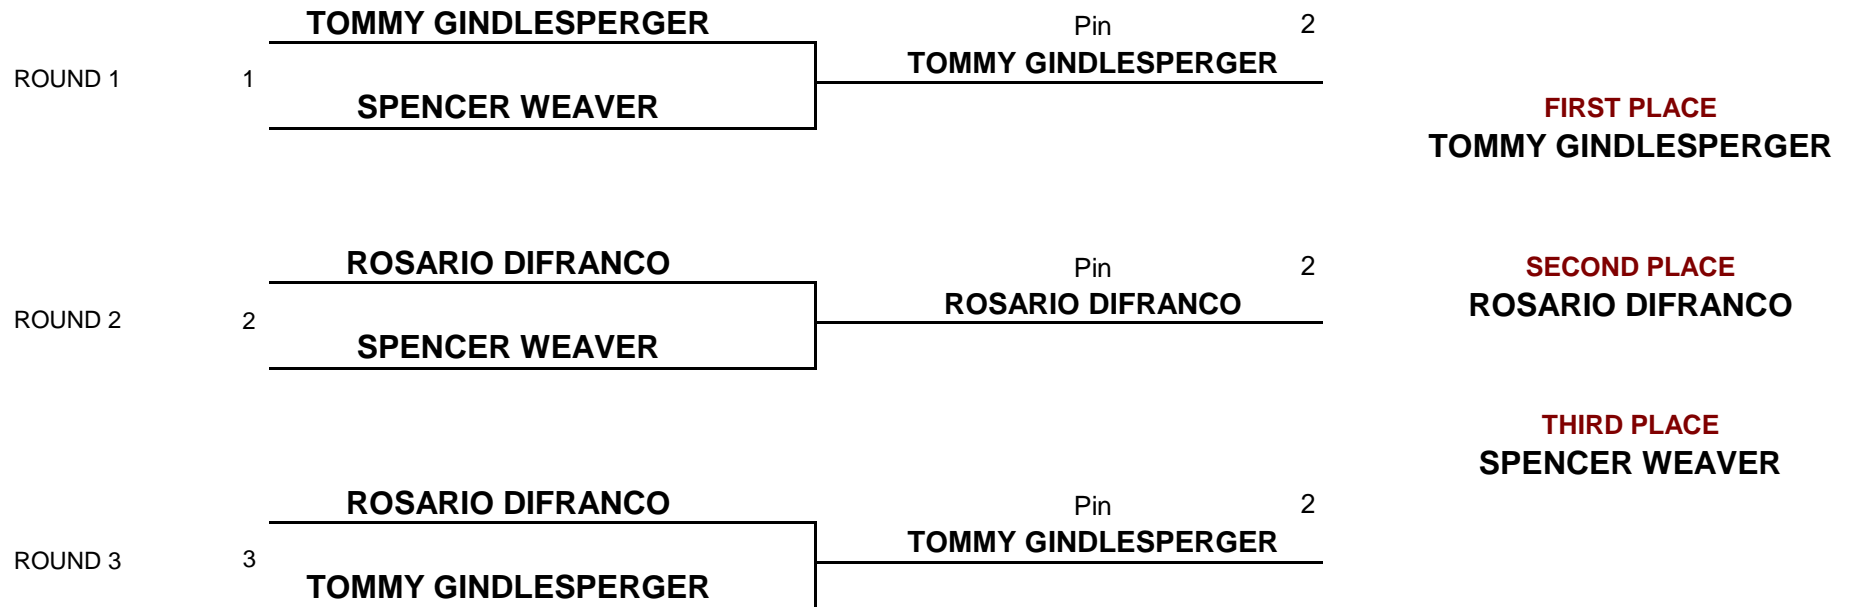 TOMMY GINDLESPERGER
Pin 2
TOMMY GINDLESPERGER
ROUND 1 1
SPENCER WEAVER
FIRST PLACE
TOMMY GINDLESPERGER
ROSARIO DIFRANCO
Pin 2
SECOND PLACE
ROSARIO DIFRANCO
ROSARIO DIFRANCO
ROUND 2 2
SPENCER WEAVER
THIRD PLACE
SPENCER WEAVER
ROSARIO DIFRANCO
Pin 2
TOMMY GINDLESPERGER
ROUND 3 3
TOMMY GINDLESPERGER